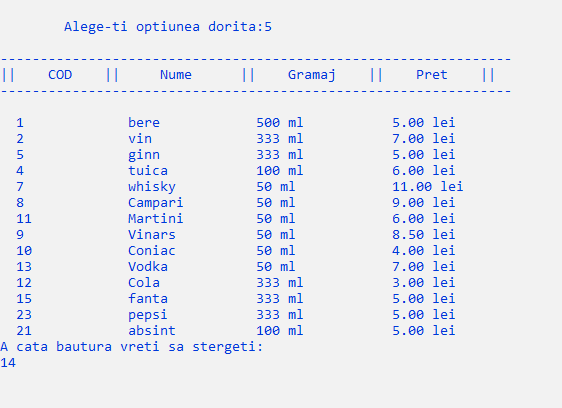 Alege-ti optiunea dorita:5
----------------------------------------------------------------
||    COD    ||     Nume      ||    Gramaj    ||    Pret    ||
----------------------------------------------------------------
1 bere 500 ml 5.00 lei
2 vin 333 ml 7.00 lei
5 ginn 333 ml 5.00 lei
4 tuica 100 ml 6.00 lei
7 whisky 50 ml 11.00 lei
8 Campari 50 ml 9.00 lei
11 Martini 50 ml 6.00 lei
9 Vinars 50 ml 8.50 lei
10 Coniac 50 ml 4.00 lei
13 Vodka 50 ml 7.00 lei
12 Cola 333 ml 3.00 lei
15 fanta 333 ml 5.00 lei
23 pepsi 333 ml 5.00 lei
21 absint 100 ml 5.00 lei
A cata bautura vreti sa stergeti:
14